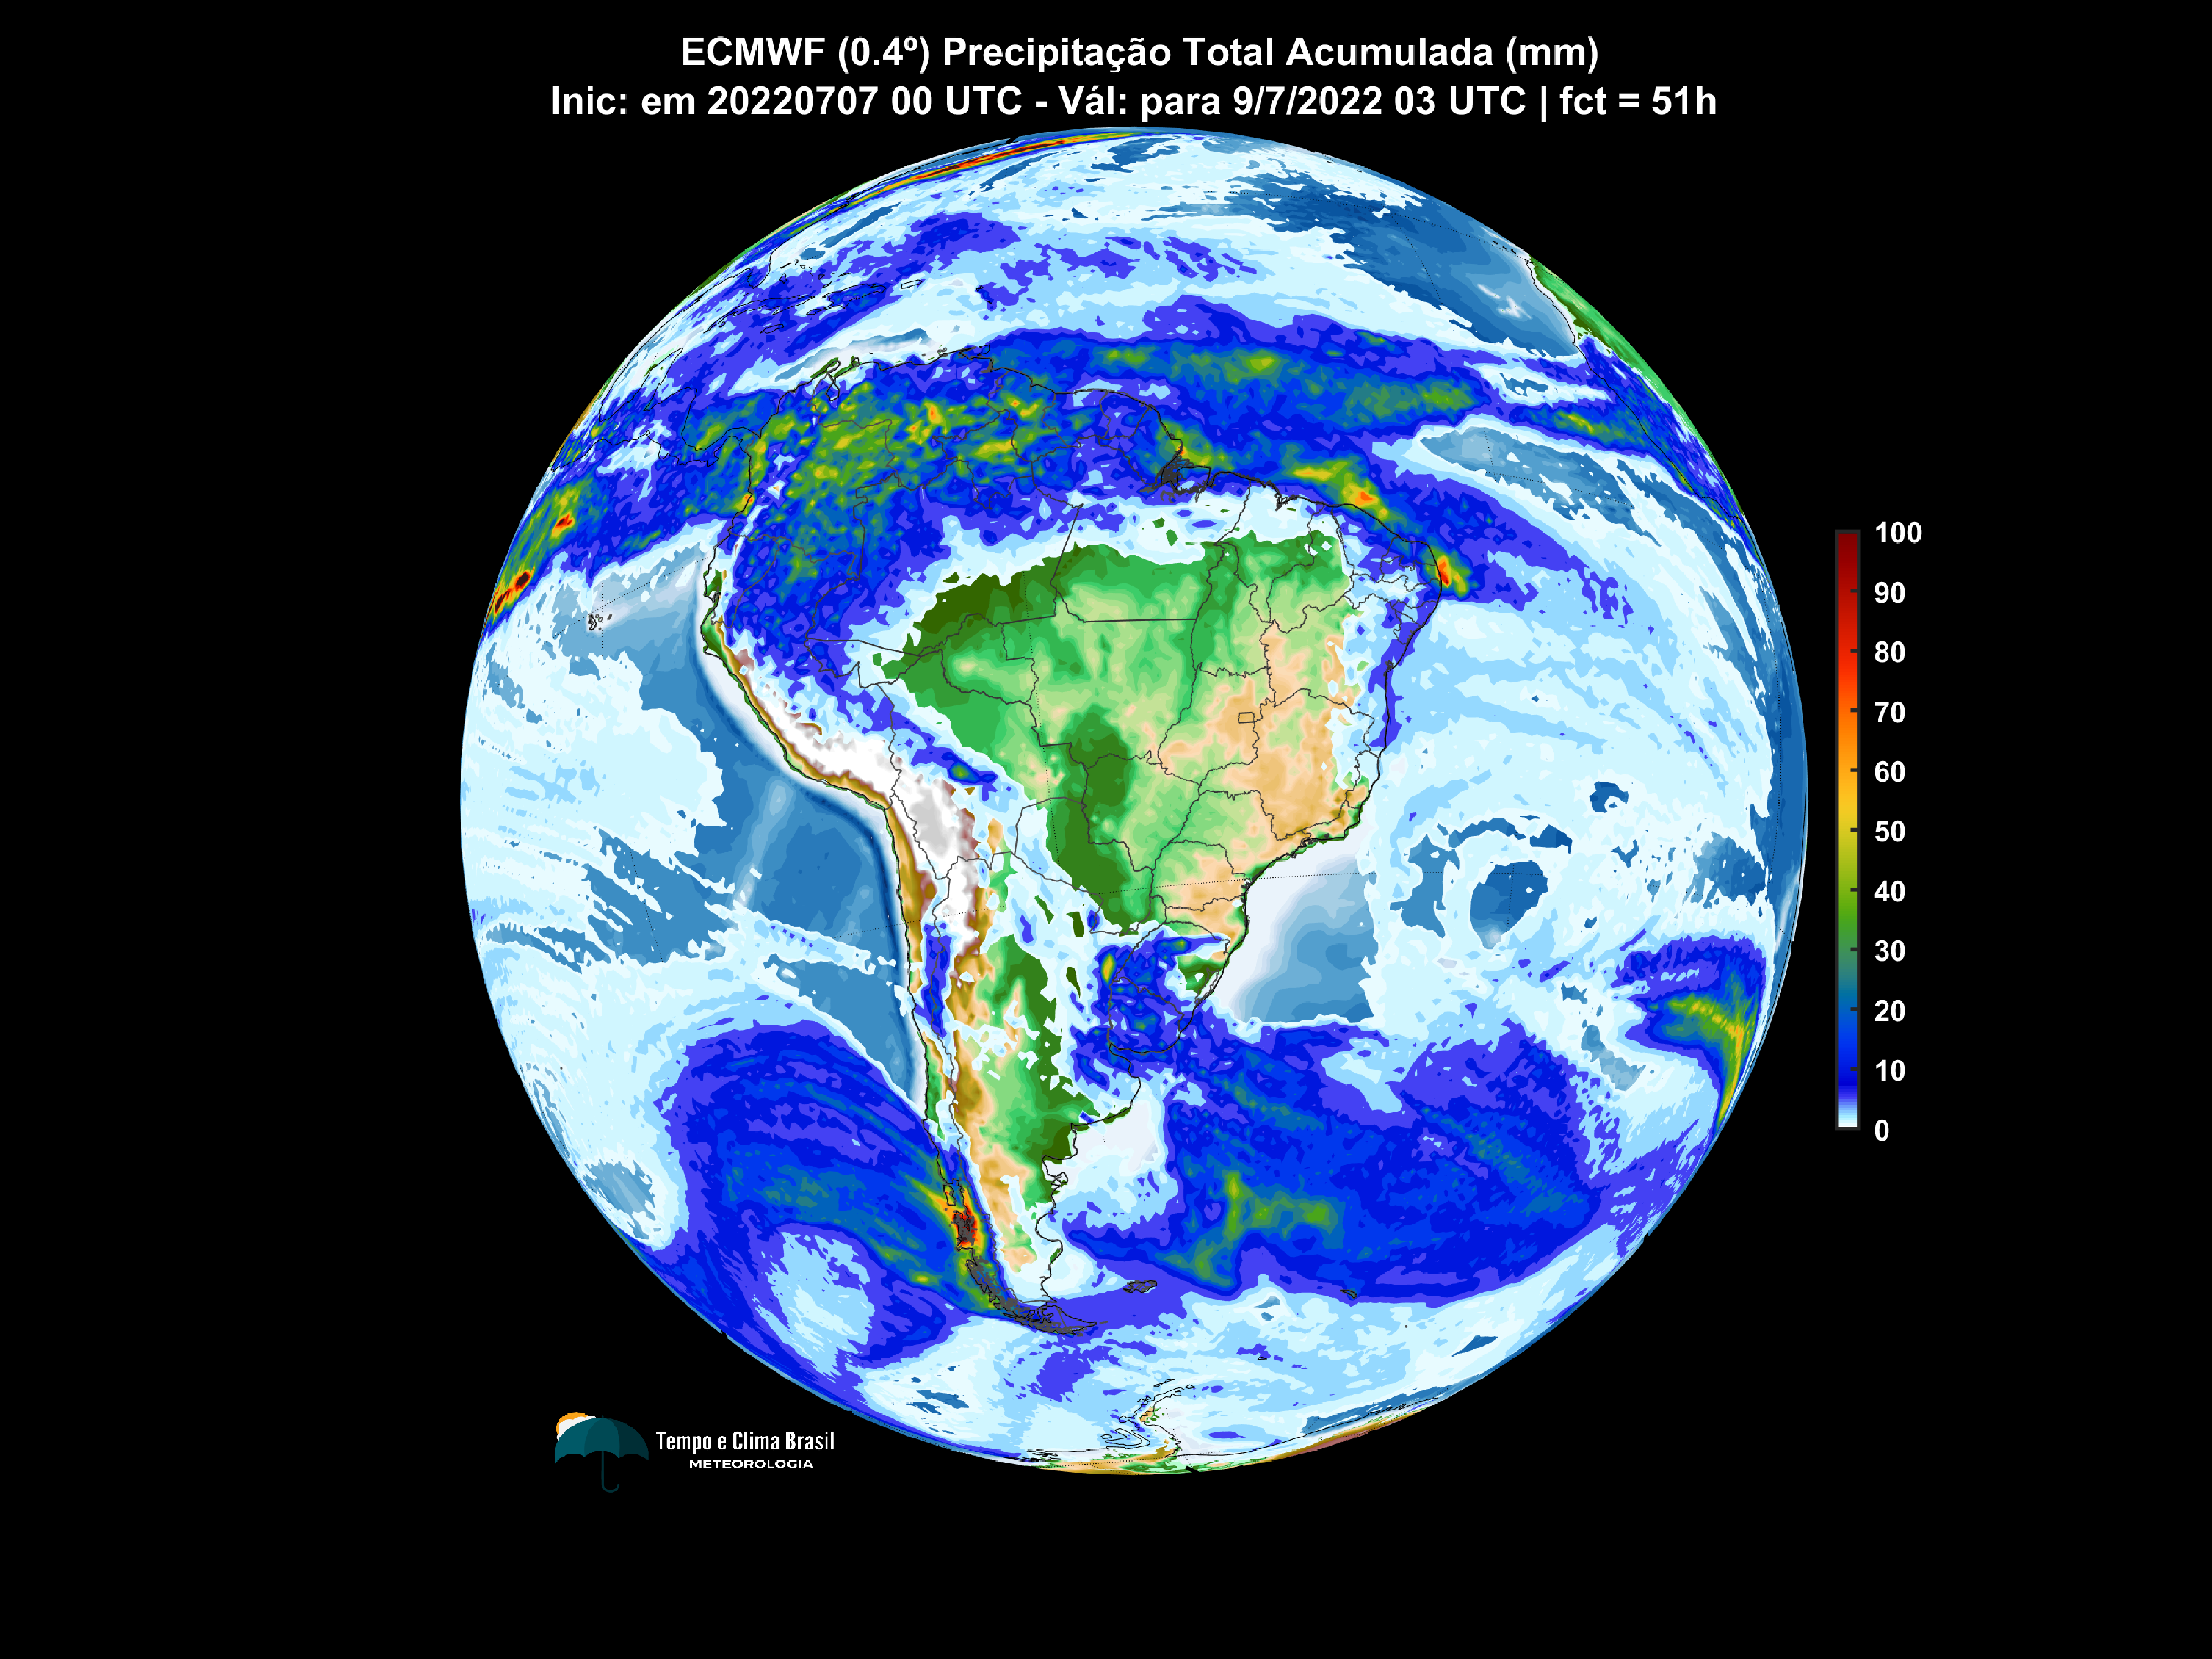 ECMWF (0.4º) Precipitação Total Acumulada (mm)
Inic: em 20220707 00 UTC - Vál: para 9/7/2022 03 UTC | fct = 51h
100
90
80
70
60
50
40
30
20
10
0
Tempo e Clima Brasil
METEOROLOGIA